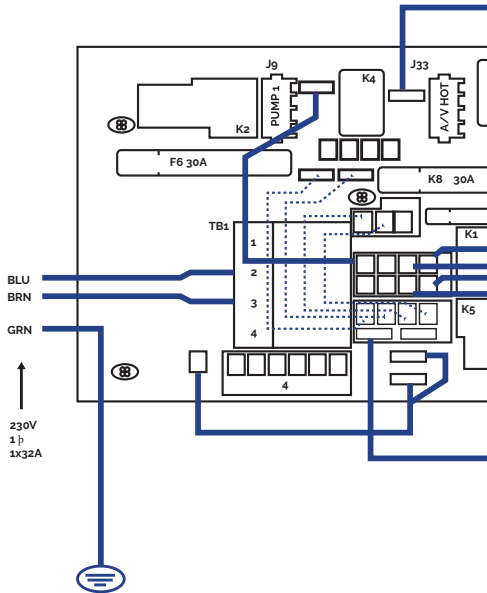 J9
J33
PUMP 1
K4
A/V HOT
K2
F6 30A
K8 30A
TB1
1
K1
2
BLU
BRN
3
K5
GRN
4
4
230V
1 þ
1x32A